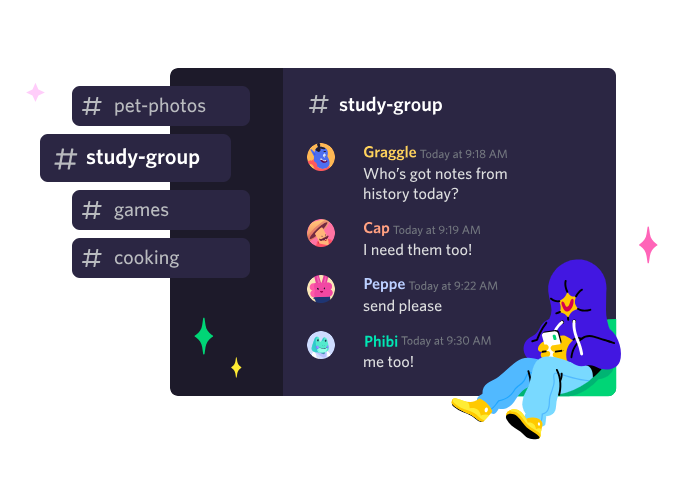 # pet-photos
# study-group
# games
# cooking
# study-group
Graggle Today at 9:18 AM
Who's got notes from
history today?
Cap Today at 9:19 AM
I need them too!
Peppe Today at 9:22 AM
send please
Phibi Today at 9:30 AM
me too!